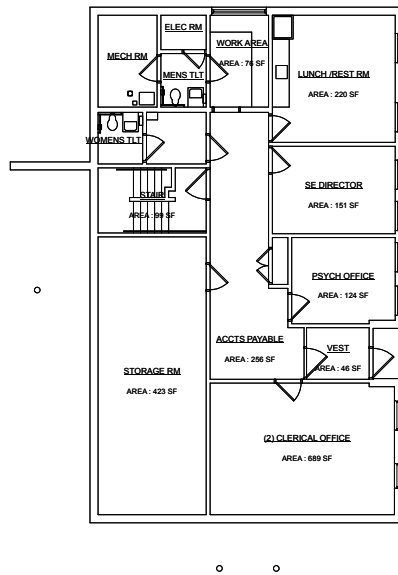 ELEC RM
WORK AREA
AREA : 76 SF
MECH RM
MENS TLT
LUNCH /REST RM
AREA : 220 SF
WOMENS TLT
STAIR
AREA : 99 SF
SE DIRECTOR
AREA : 151 SF
PSYCH OFFICE
AREA : 124 SF
ACCTS PAYABLE
AREA : 256 SF
VEST
AREA : 46 SF
STORAGE RM
AREA : 423 SF
(2) CLERICAL OFFICE
AREA : 689 SF